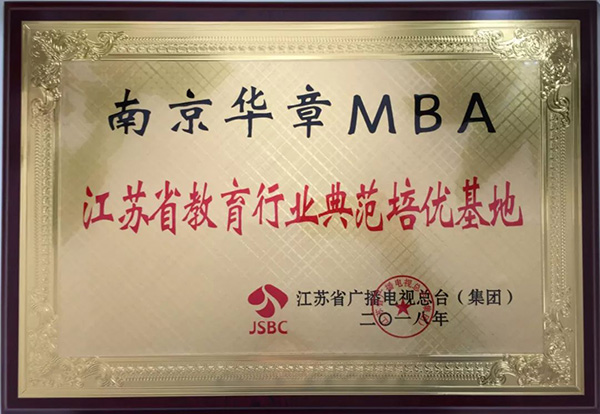 南京华章MBA
江苏省教育行业典范培优基地
JSBC
江苏省广播电视总台（集团）
二〇一八年